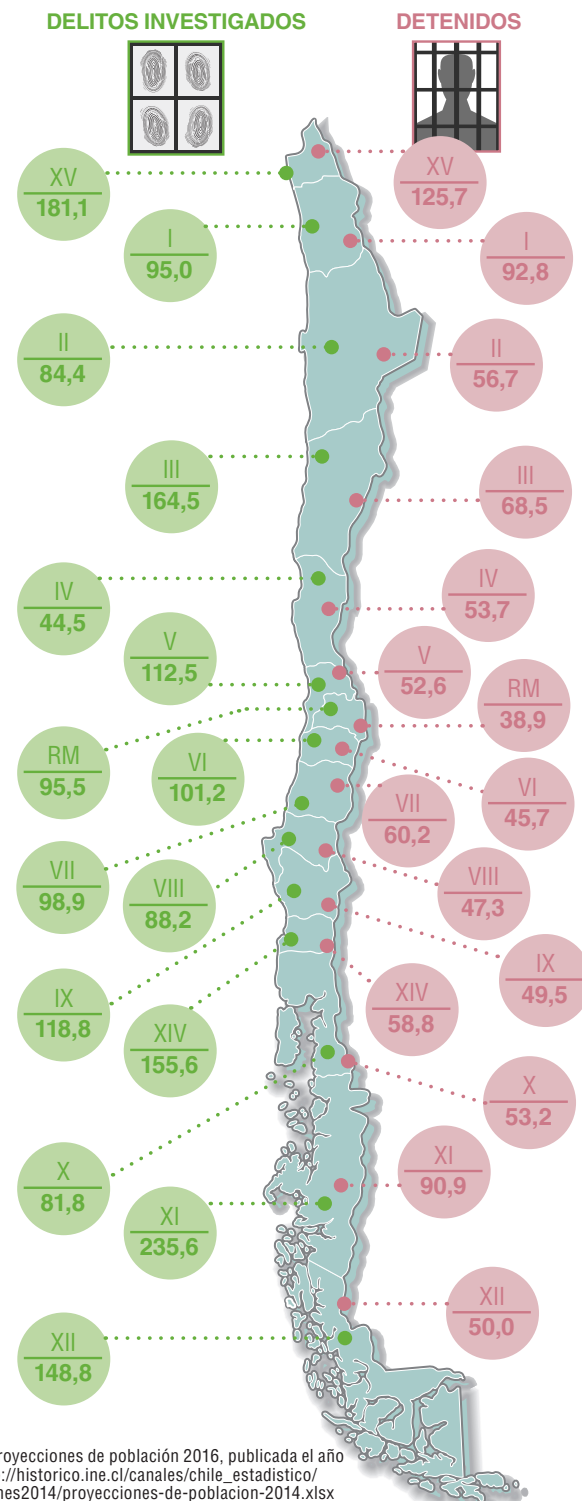 DELITOS INVESTIGADOS
DETENIDOS
XV
181,1
XV
125,7
I
95,0
I
92,8
II
84,4
II
56,7
III
164,5
III
68,5
IV
44,5
IV
53,7
V
112,5
V
52,6
RM
95,5
RM
38,9
VI
101,2
VI
45,7
VII
98,9
VII
60,2
VIII
88,2
VIII
47,3
IX
118,8
IX
49,5
XIV
155,6
XIV
58,8
X
81,8
X
53,2
XI
235,6
XI
90,9
XII
148,8
XII
50,0
royecciones de población 2016, publicada el año
://historico.ine.cl/canales/chile_estadistico/
nes2014/proyecciones-de-poblacion-2014.xlsx